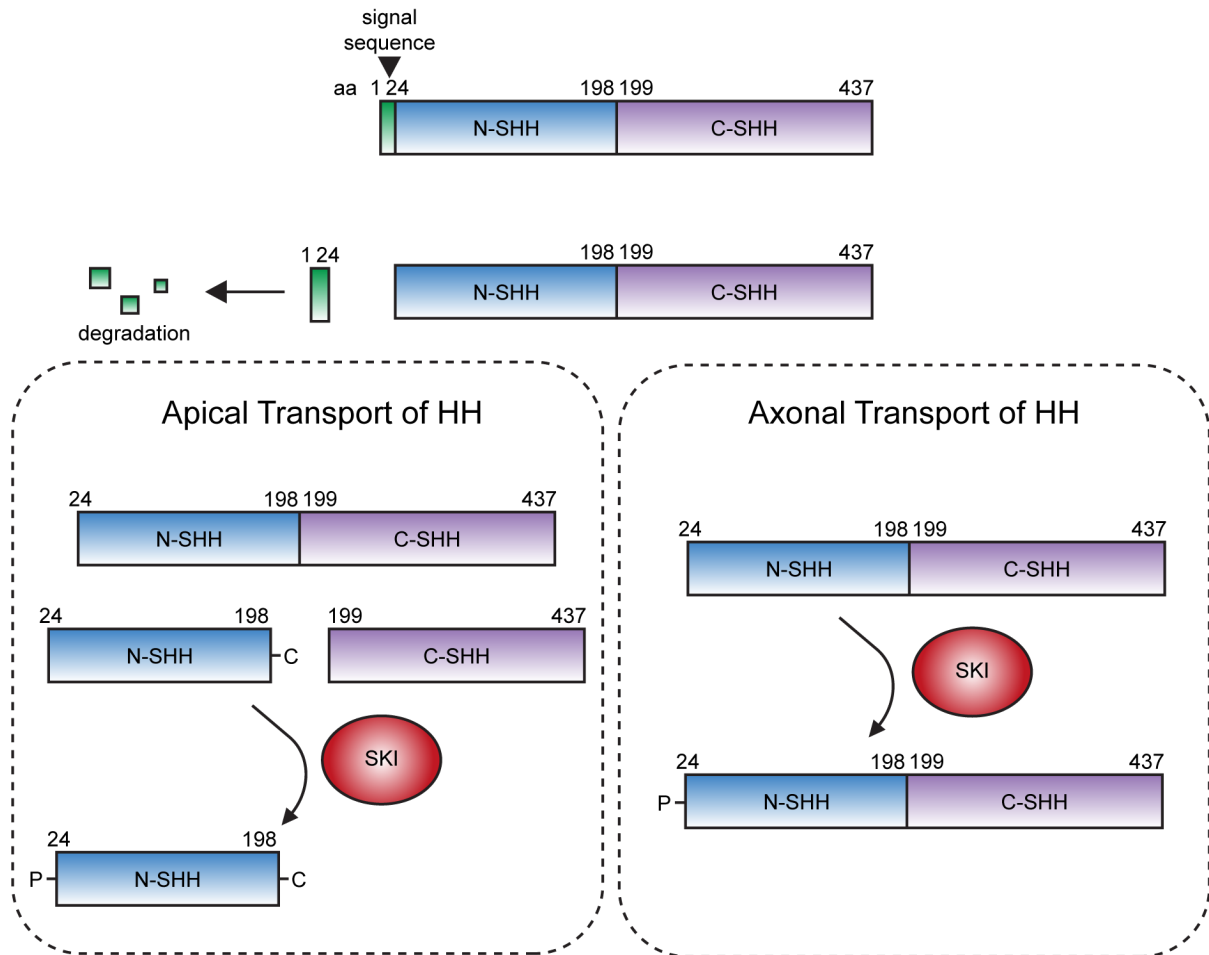 signal
sequence
aa 1 24 198 199 437
N-SHH C-SHH
1 24 198 199 437
N-SHH C-SHH
degradation
Apical Transport of HH
24 198 199 437
N-SHH C-SHH
24 198 199 437
N-SHH C C-SHH
SKI
24 198
P N-SHH C
Axonal Transport of HH
24 198 199 437
N-SHH C-SHH
SKI
24 198 199 437
P N-SHH C-SHH